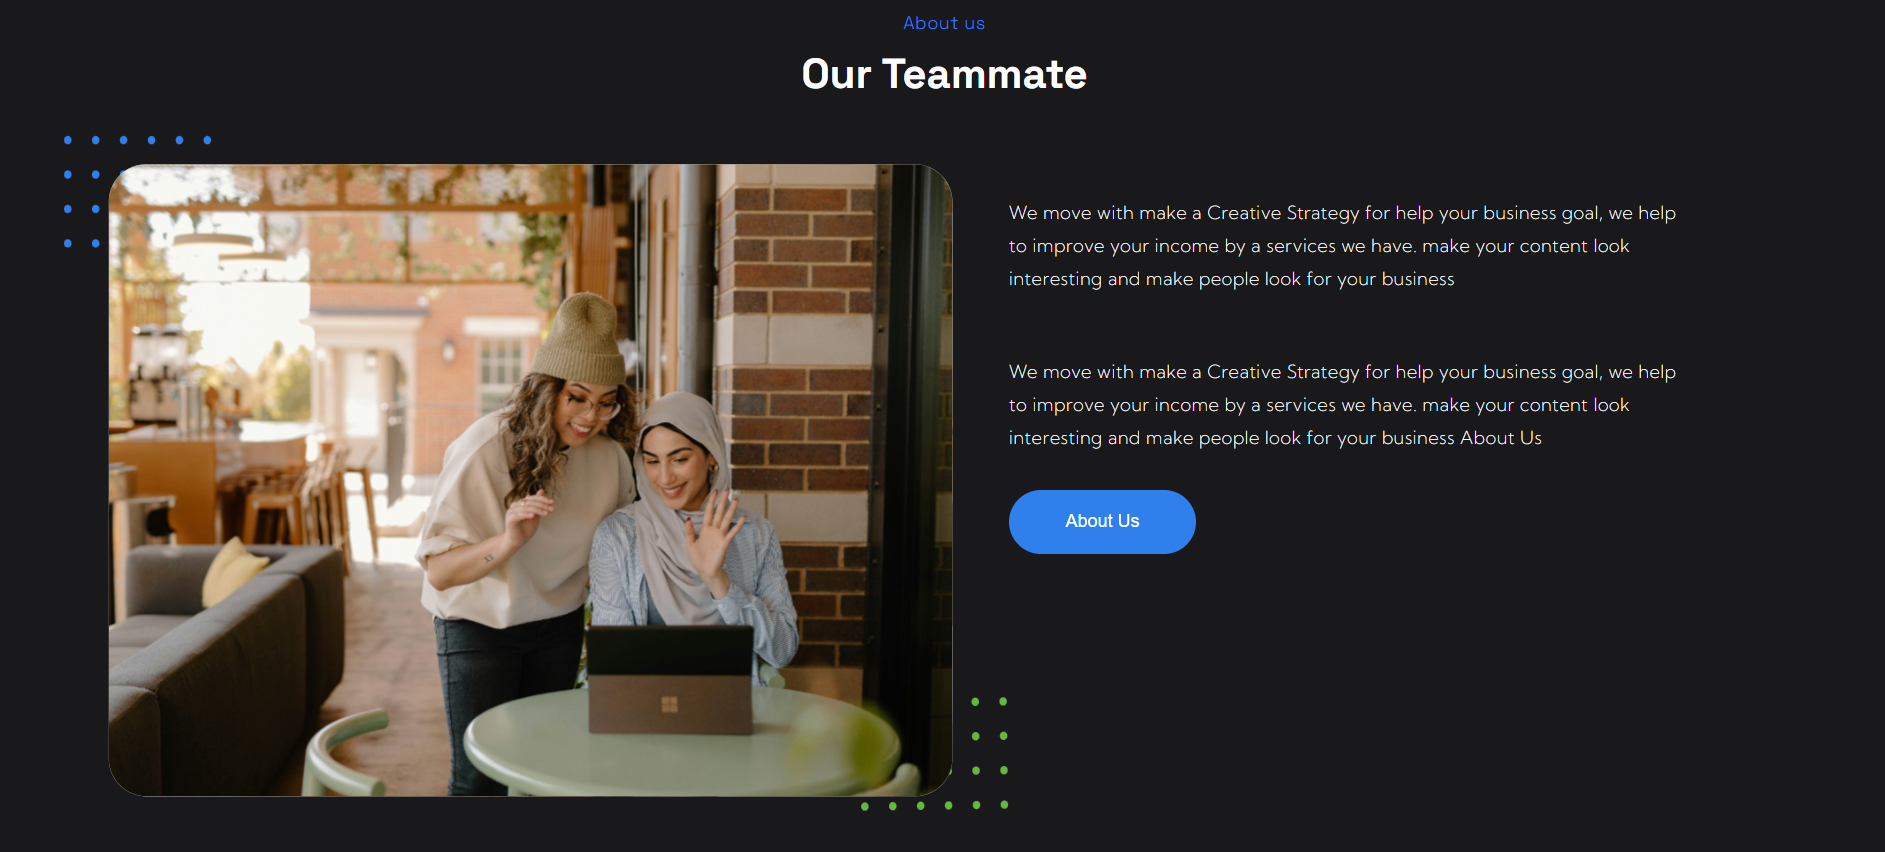 About us
Our Teammate
We move with make a Creative Strategy for help your business goal, we help
to improve your income by a services we have. make your content look
interesting and make people look for your business
We move with make a Creative Strategy for help your business goal, we help
to improve your income by a services we have. make your content look
interesting and make people look for your business About Us
About Us